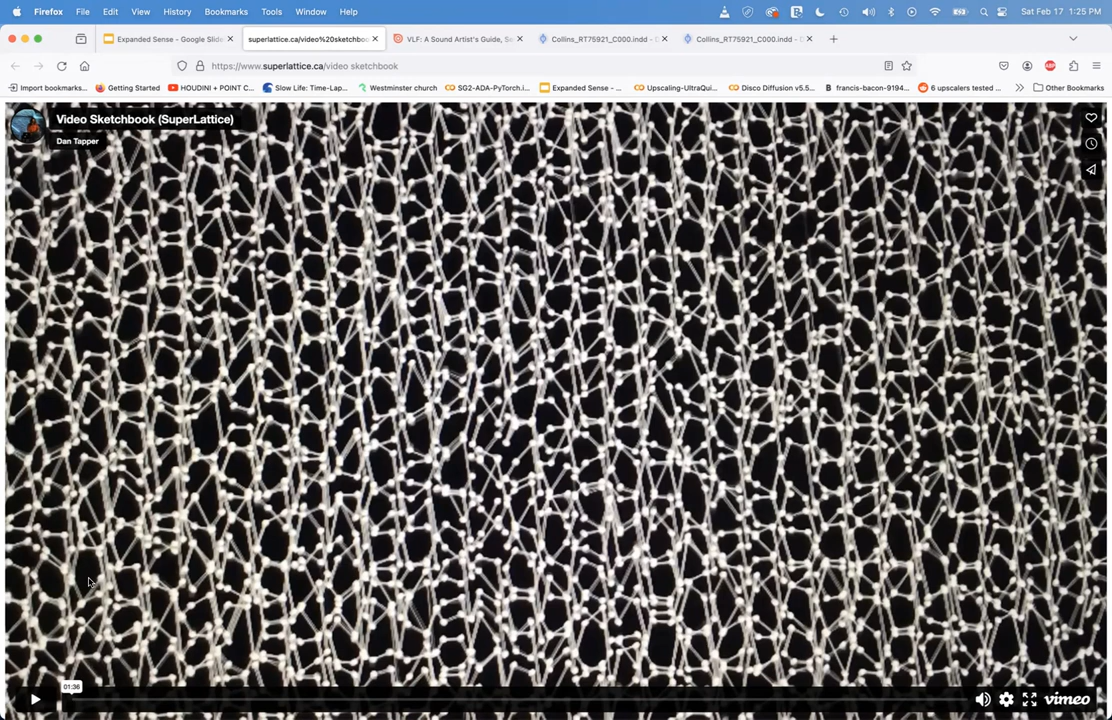 Firefox File Edit View History Bookmarks Tools Window Help Sat Feb 17 1:25 PM
Expanded Sense - Google Slide superlattice.ca/video%20sketchbo VLF: A Sound Artist's Guide, Se Collins_RT75921_C000.indd - D Collins_RT75921_C000.indd - D
https://www.superlattice.ca/video sketchbook
Import bookmarks... Getting Started HOUDINI + POINT C... Slow Life: Time-Lap... Westminster church SG2-ADA-PyTorch.i... Expanded Sense - ... Upscaling-UltraQui... Disco Diffusion v5.5... francis-bacon-9194... 6 upscalers tested ... Other Bookmarks
Video Sketchbook (SuperLattice)
Dan Tapper
01:36
vimeo